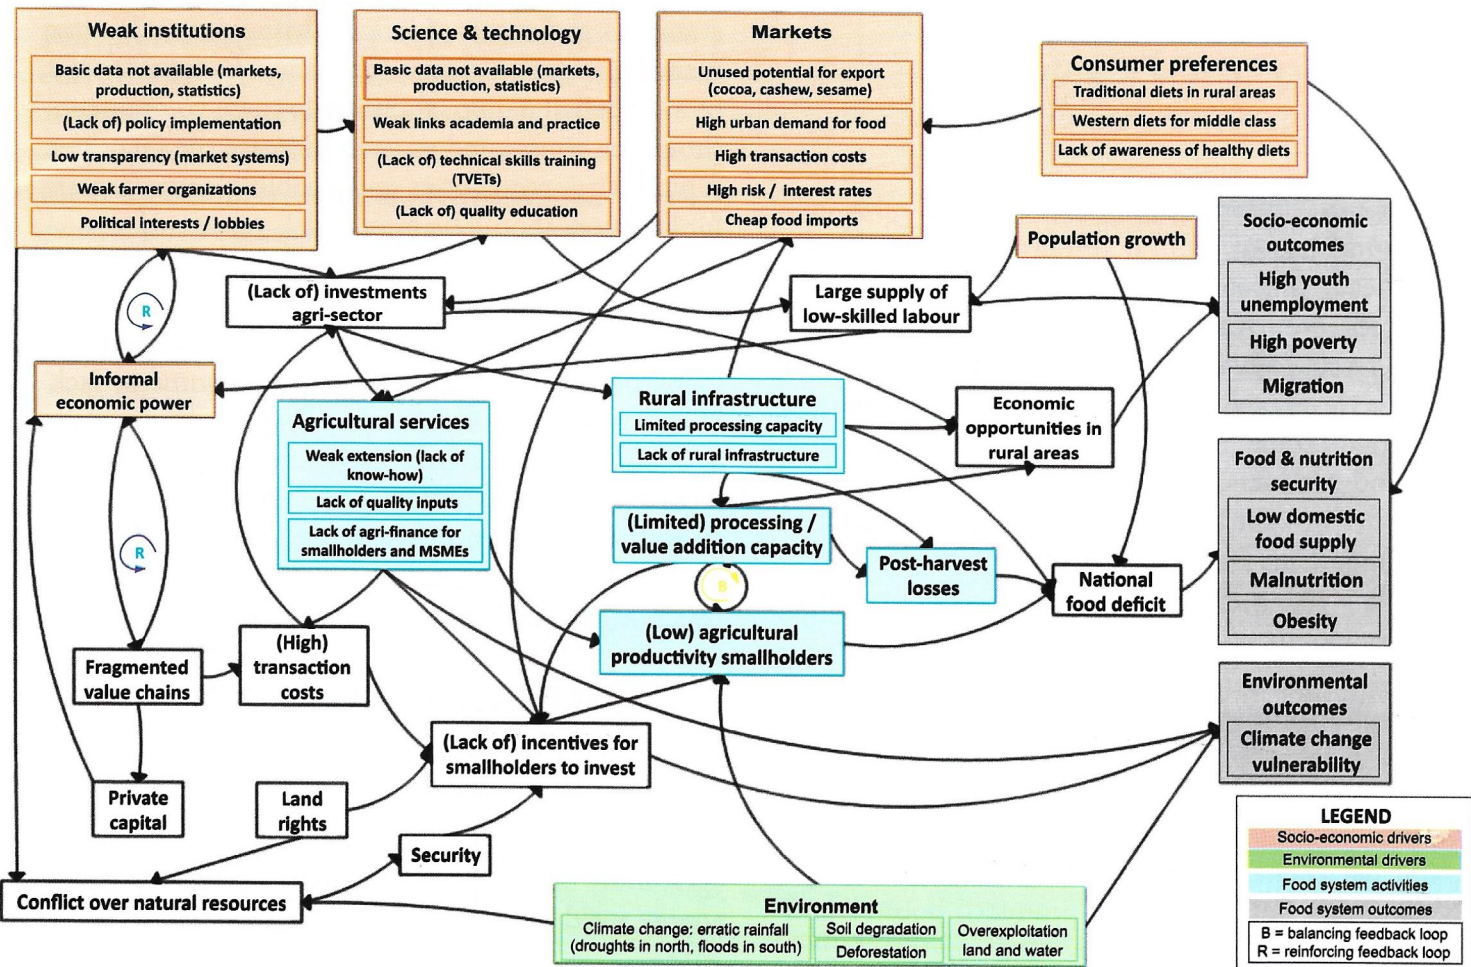 Weak institutions
Basic data not available (markets,
production, statistics)
(Lack of) policy implementation
Low transparency (market systems)
Weak farmer organizations
Political interests / lobbies
Science & technology
Basic data not available (markets,
production, statistics)
Weak links academia and practice
(Lack of) technical skills training
(TVETs)
(Lack of) quality education
Markets
Unused potential for export
(cocoa, cashew, sesame)
High urban demand for food
High transaction costs
High risk / interest rates
Cheap food imports
Consumer preferences
Traditional diets in rural areas
Western diets for middle class
Lack of awareness of healthy diets
Population growth
Socio-economic
outcomes
High youth
unemployment
High poverty
Migration
(Lack of) investments
agri-sector
Large supply of
low-skilled labour
R
Informal
economic power
Agricultural services
Weak extension (lack of
know-how)
Lack of quality inputs
Lack of agri-finance for
smallholders and MSMEs
Rural infrastructure
Limited processing capacity
Lack of rural infrastructure
Economic
opportunities in
rural areas
Food & nutrition
security
Low domestic
food supply
Malnutrition
Obesity
R
(Limited) processing /
value addition capacity
Post-harvest
losses
National
food deficit
B
(Low) agricultural
productivity smallholders
Fragmented
value chains
(High)
transaction
costs
Environmental
outcomes
Climate change
vulnerability
(Lack of) incentives for
smallholders to invest
Private
capital
Land
rights
Security
Conflict over natural resources
Environment
Climate change: erratic rainfall
(droughts in north, floods in south)
Soil degradation
Deforestation
Overexploitation
land and water
LEGEND
Socio-economic drivers
Environmental drivers
Food system activities
Food system outcomes
B = balancing feedback loop
R = reinforcing feedback loop